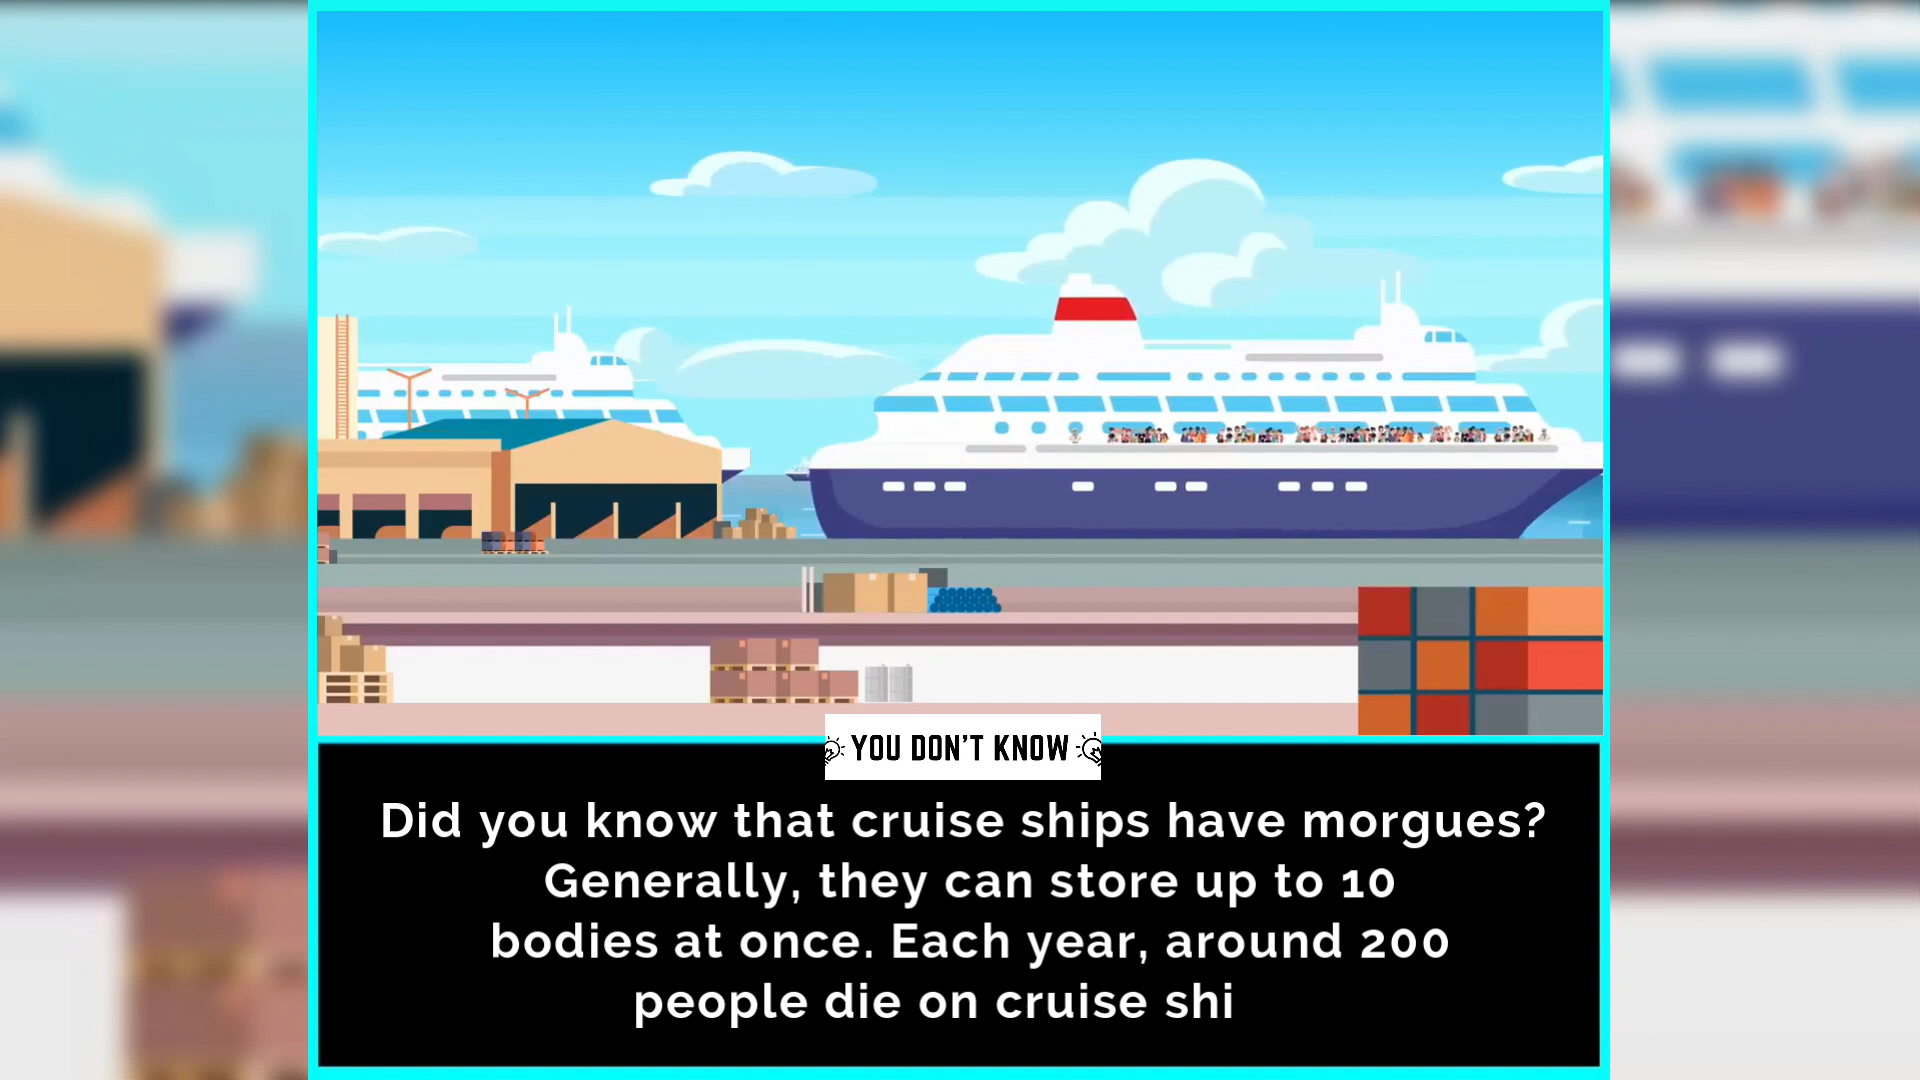 YOU DON'T KNOW
Did you know that cruise ships have morgues?
Generally, they can store up to 10
bodies at once. Each year, around 200
people die on cruise shi